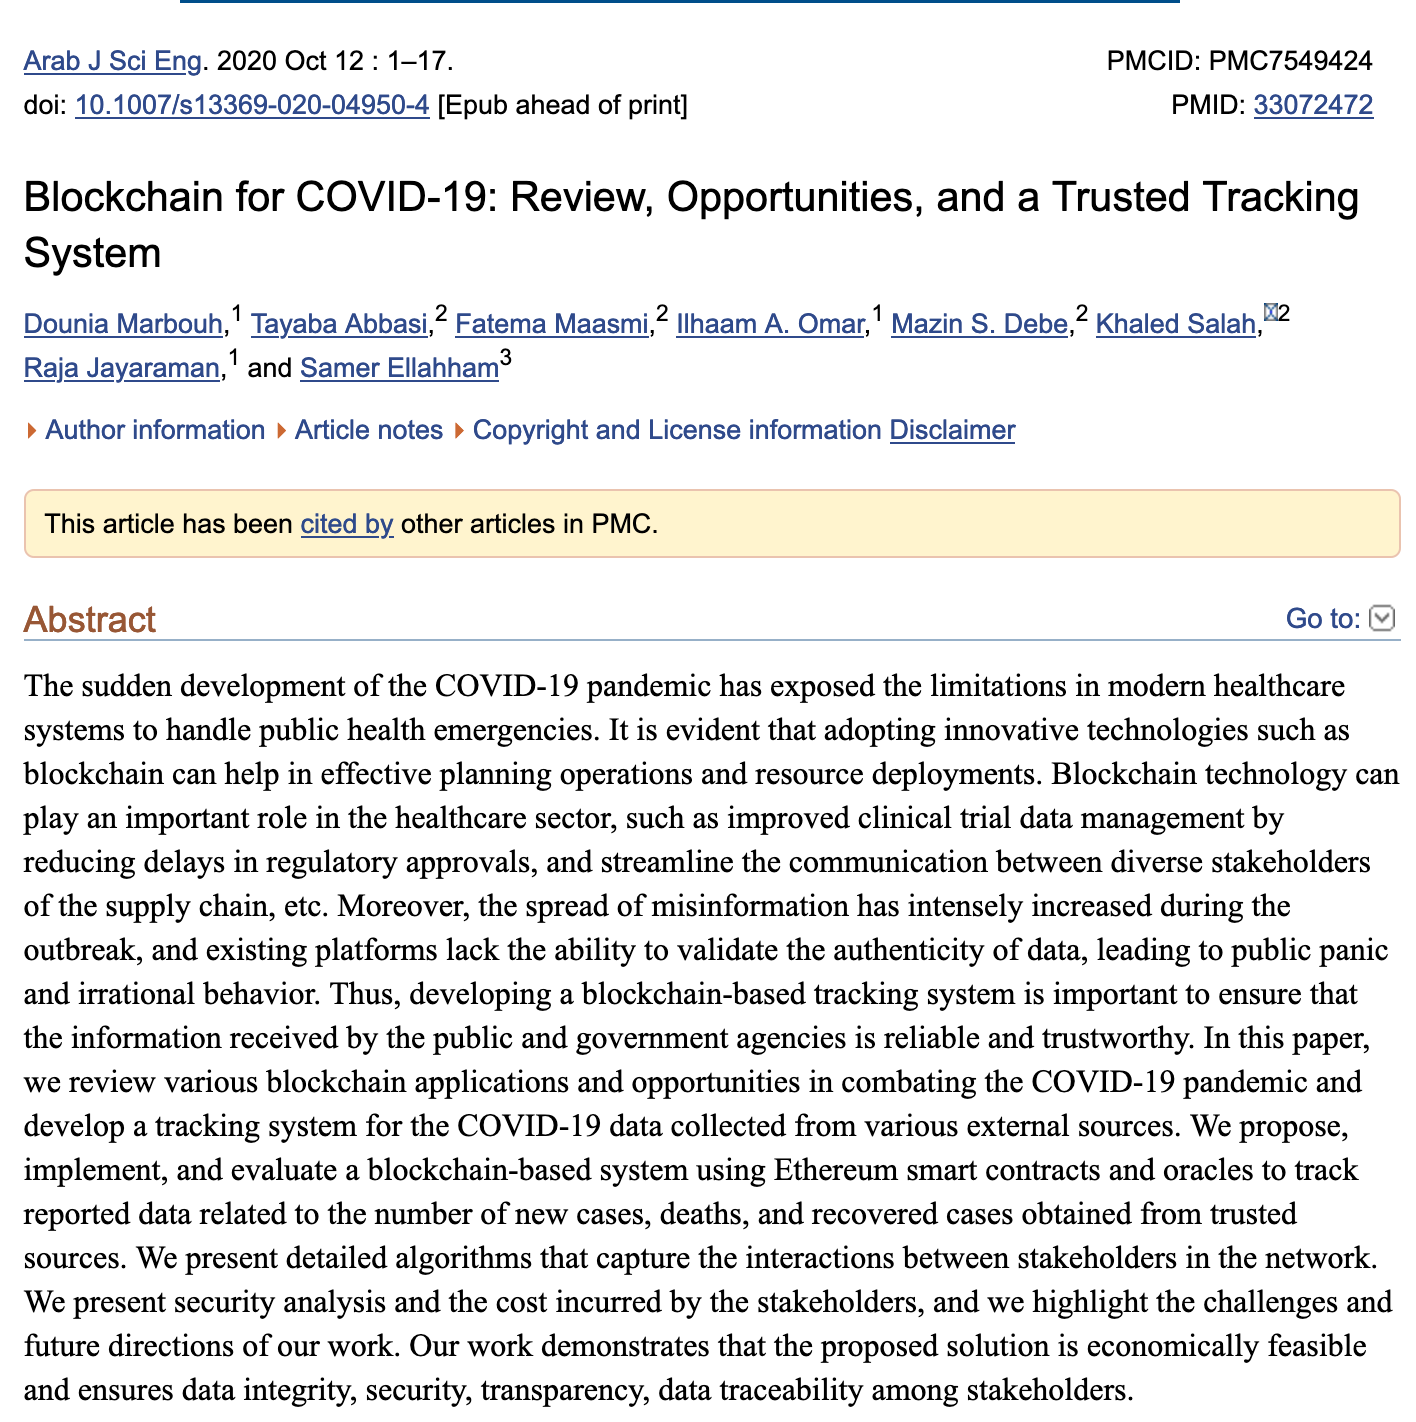 Arab J Sci Eng. 2020 Oct 12 : 1–17. PMCID: PMC7549424
doi: 10.1007/s13369-020-04950-4 [Epub ahead of print] PMID: 33072472
Blockchain for COVID-19: Review, Opportunities, and a Trusted Tracking
System
Dounia Marbouh,1 Tayaba Abbasi,2 Fatema Maasmi,2 Ilhaam A. Omar,1 Mazin S. Debe,2 Khaled Salah,2
Raja Jayaraman,1 and Samer Ellahham3
Author information Article notes Copyright and License information Disclaimer
This article has been cited by other articles in PMC.
Abstract Go to:
The sudden development of the COVID-19 pandemic has exposed the limitations in modern healthcare
systems to handle public health emergencies. It is evident that adopting innovative technologies such as
blockchain can help in effective planning operations and resource deployments. Blockchain technology can
play an important role in the healthcare sector, such as improved clinical trial data management by
reducing delays in regulatory approvals, and streamline the communication between diverse stakeholders
of the supply chain, etc. Moreover, the spread of misinformation has intensely increased during the
outbreak, and existing platforms lack the ability to validate the authenticity of data, leading to public panic
and irrational behavior. Thus, developing a blockchain-based tracking system is important to ensure that
the information received by the public and government agencies is reliable and trustworthy. In this paper,
we review various blockchain applications and opportunities in combating the COVID-19 pandemic and
develop a tracking system for the COVID-19 data collected from various external sources. We propose,
implement, and evaluate a blockchain-based system using Ethereum smart contracts and oracles to track
reported data related to the number of new cases, deaths, and recovered cases obtained from trusted
sources. We present detailed algorithms that capture the interactions between stakeholders in the network.
We present security analysis and the cost incurred by the stakeholders, and we highlight the challenges and
future directions of our work. Our work demonstrates that the proposed solution is economically feasible
and ensures data integrity, security, transparency, data traceability among stakeholders.